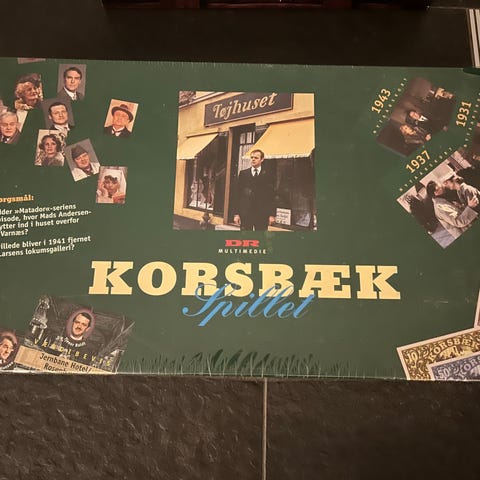 Tøjhuset
1943
1931
1937
orgsmål:
lder »Matador«-seriens
isode, hvor Mads Andersen-
ytter ind i huset overfor
Varnæs?
illede bliver i 1941 fjernet
Larsens lokumsgalleri?
DR
MULTIMEDIE
KORSBÆK
Spillet
Jernbane Hotel
KORSBÆK